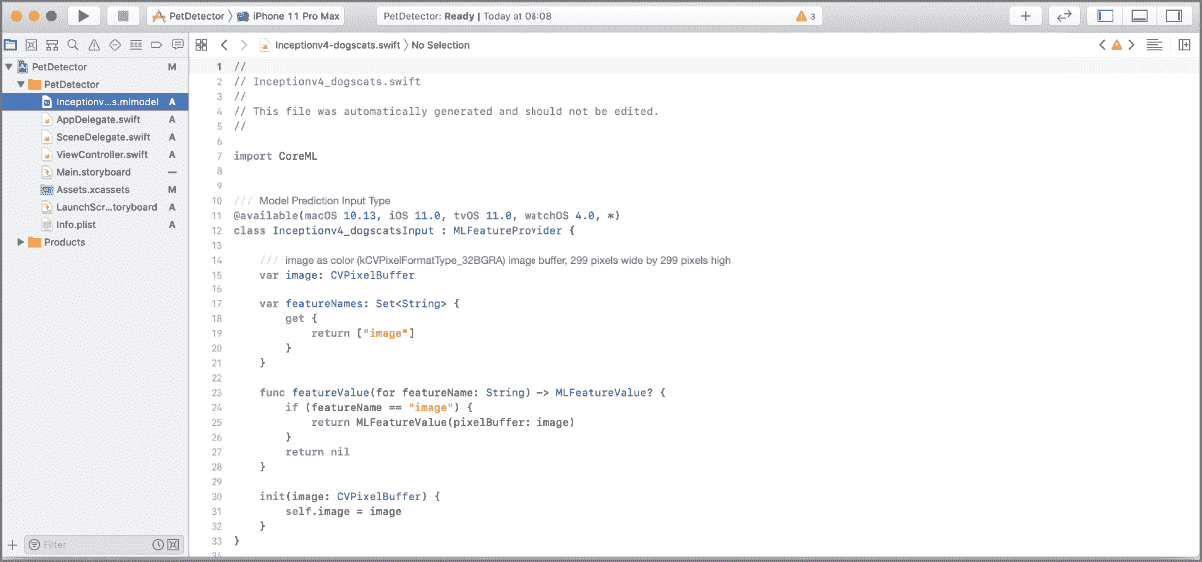 PetDetector 〉 iPhone 11 Pro Max
PetDetector: Ready | Today at 08:08
3
Inceptionv4-dogscats.swift 〉 No Selection
PetDetector M
PetDetector
Inceptionv...s.mlmodel A
AppDelegate.swift A
SceneDelegate.swift A
ViewController.swift A
Main.storyboard —
Assets.xcassets M
LaunchScr...toryboard A
Info.plist A
Products
Filter
1 //
2 // Inceptionv4_dogscats.swift
3 //
4 // This file was automatically generated and should not be edited.
5 //
6
7 import CoreML
8
9
10 /// Model Prediction Input Type
11 @available(macOS 10.13, iOS 11.0, tvOS 11.0, watchOS 4.0, *)
12 class Inceptionv4_dogscatsInput : MLFeatureProvider {
13
14 /// image as color (kCVPixelFormatType_32BGRA) image buffer, 299 pixels wide by 299 pixels high
15 var image: CVPixelBuffer
16
17 var featureNames: Set<String> {
18 get {
19 return ["image"]
20 }
21 }
22
23 func featureValue(for featureName: String) -> MLFeatureValue? {
24 if (featureName == "image") {
25 return MLFeatureValue(pixelBuffer: image)
26 }
27 return nil
28 }
29
30 init(image: CVPixelBuffer) {
31 self.image = image
32 }
33 }
34